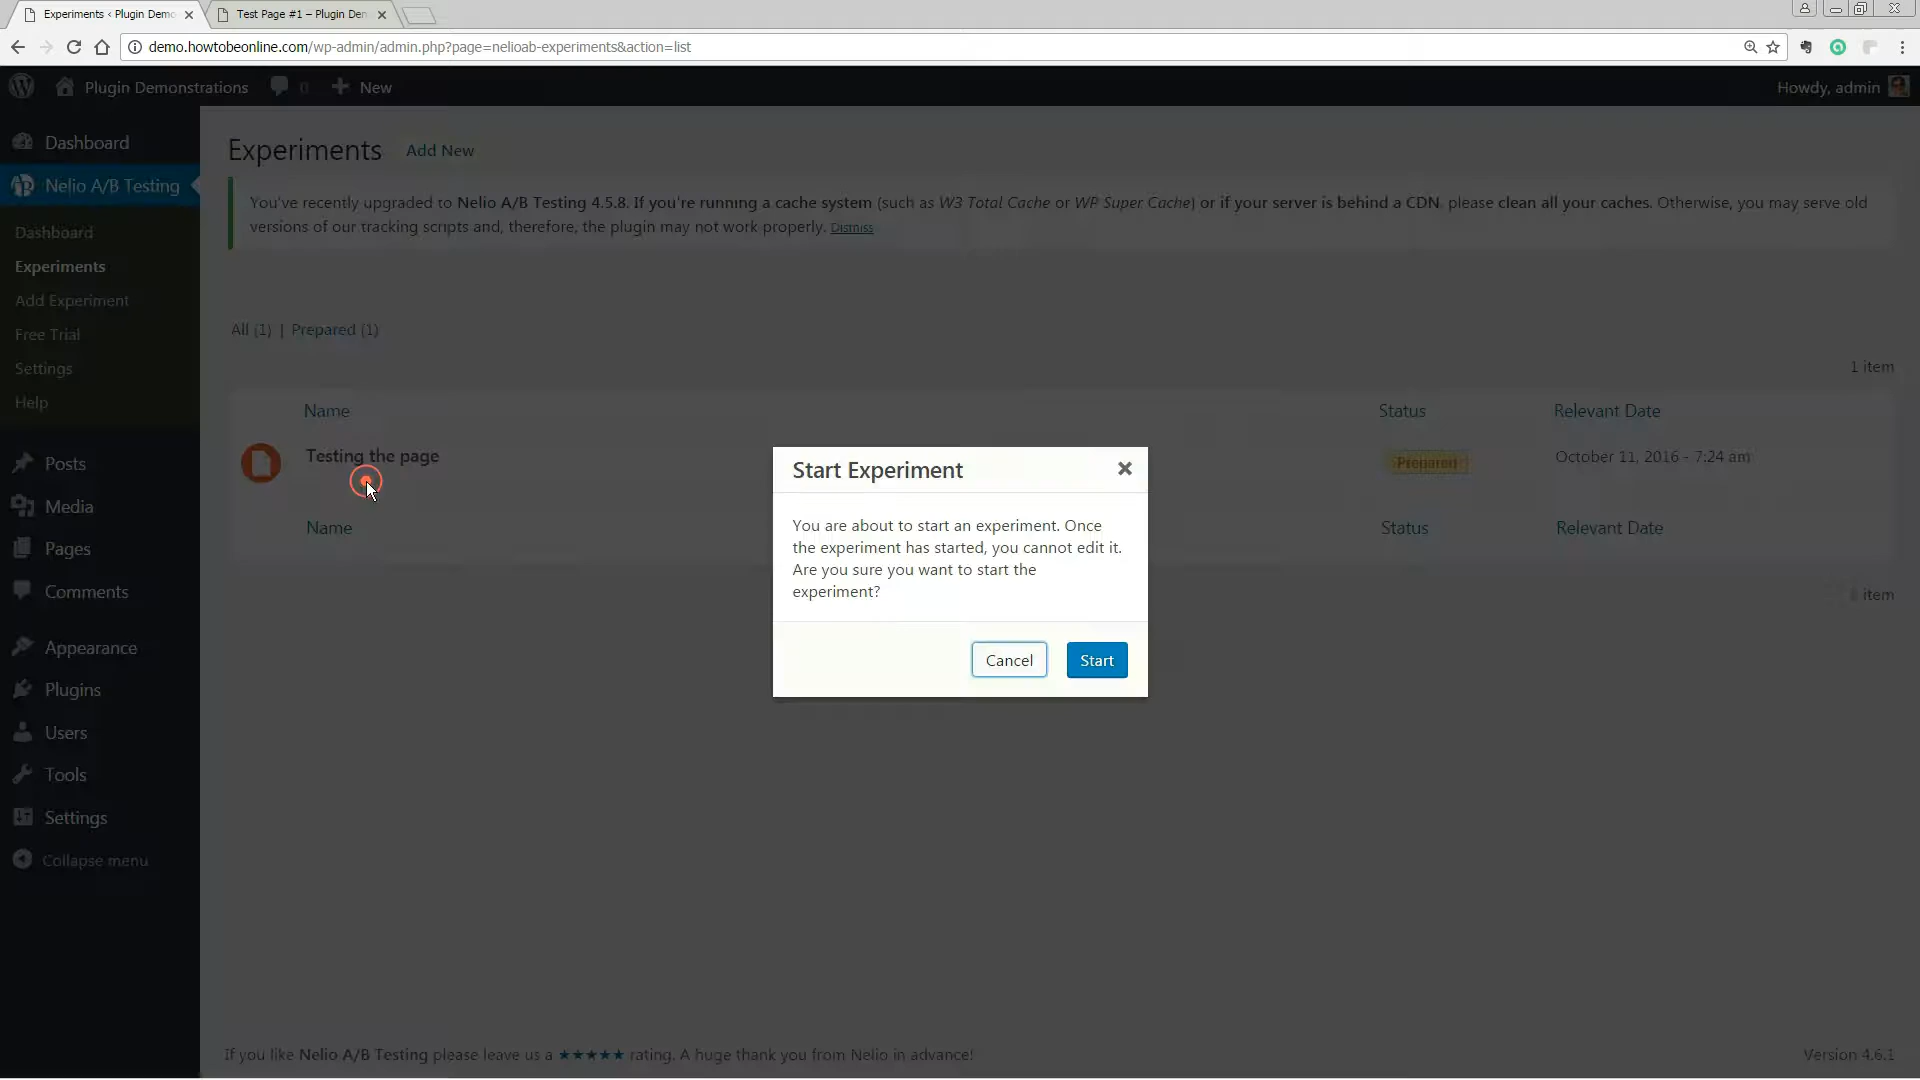 Experiments ‹ Plugin Demo
Test Page #1 – Plugin Den
demo.howtobeonline.com/wp-admin/admin.php?page=nelioab-experiments&action=list
Plugin Demonstrations
0
New
Howdy, admin
Dashboard
Nelio A/B Testing
Dashboard
Experiments
Add Experiment
Free Trial
Settings
Help
Posts
Media
Pages
Comments
Appearance
Plugins
Users
Tools
Settings
Collapse menu
Experiments
Add New
You've recently upgraded to Nelio A/B Testing 4.5.8. If you're running a cache system (such as W3 Total Cache or WP Super Cache) or if your server is behind a CDN, please clean all your caches. Otherwise, you may serve old
versions of our tracking scripts and, therefore, the plugin may not work properly. Dismiss
All (1) | Prepared (1)
1 item
Name
Status
Relevant Date
Testing the page
Prepared
October 11, 2016 - 7:24 am
Name
Status
Relevant Date
item
Start Experiment
You are about to start an experiment. Once
the experiment has started, you cannot edit it.
Are you sure you want to start the
experiment?
Cancel
Start
If you like Nelio A/B Testing please leave us a ★★★★★ rating. A huge thank you from Nelio in advance!
Version 4.6.1